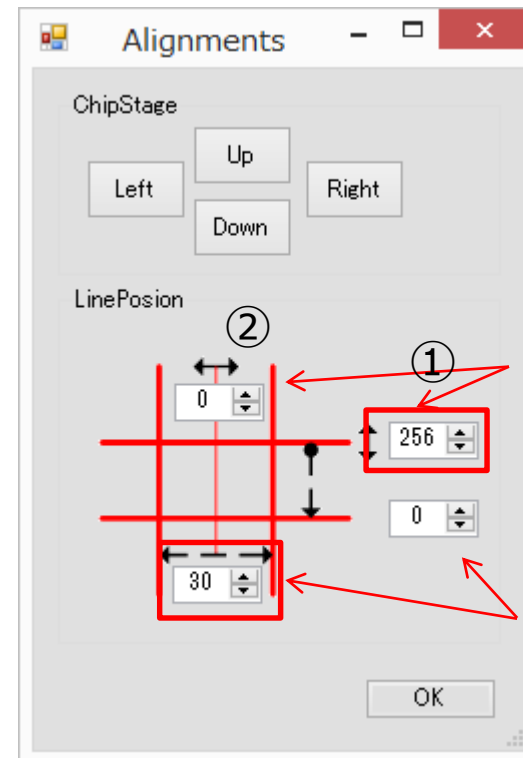 Alignments
ChipStage
Up
Left
Right
Down
LinePosion
②
①
0
256
0
30
OK